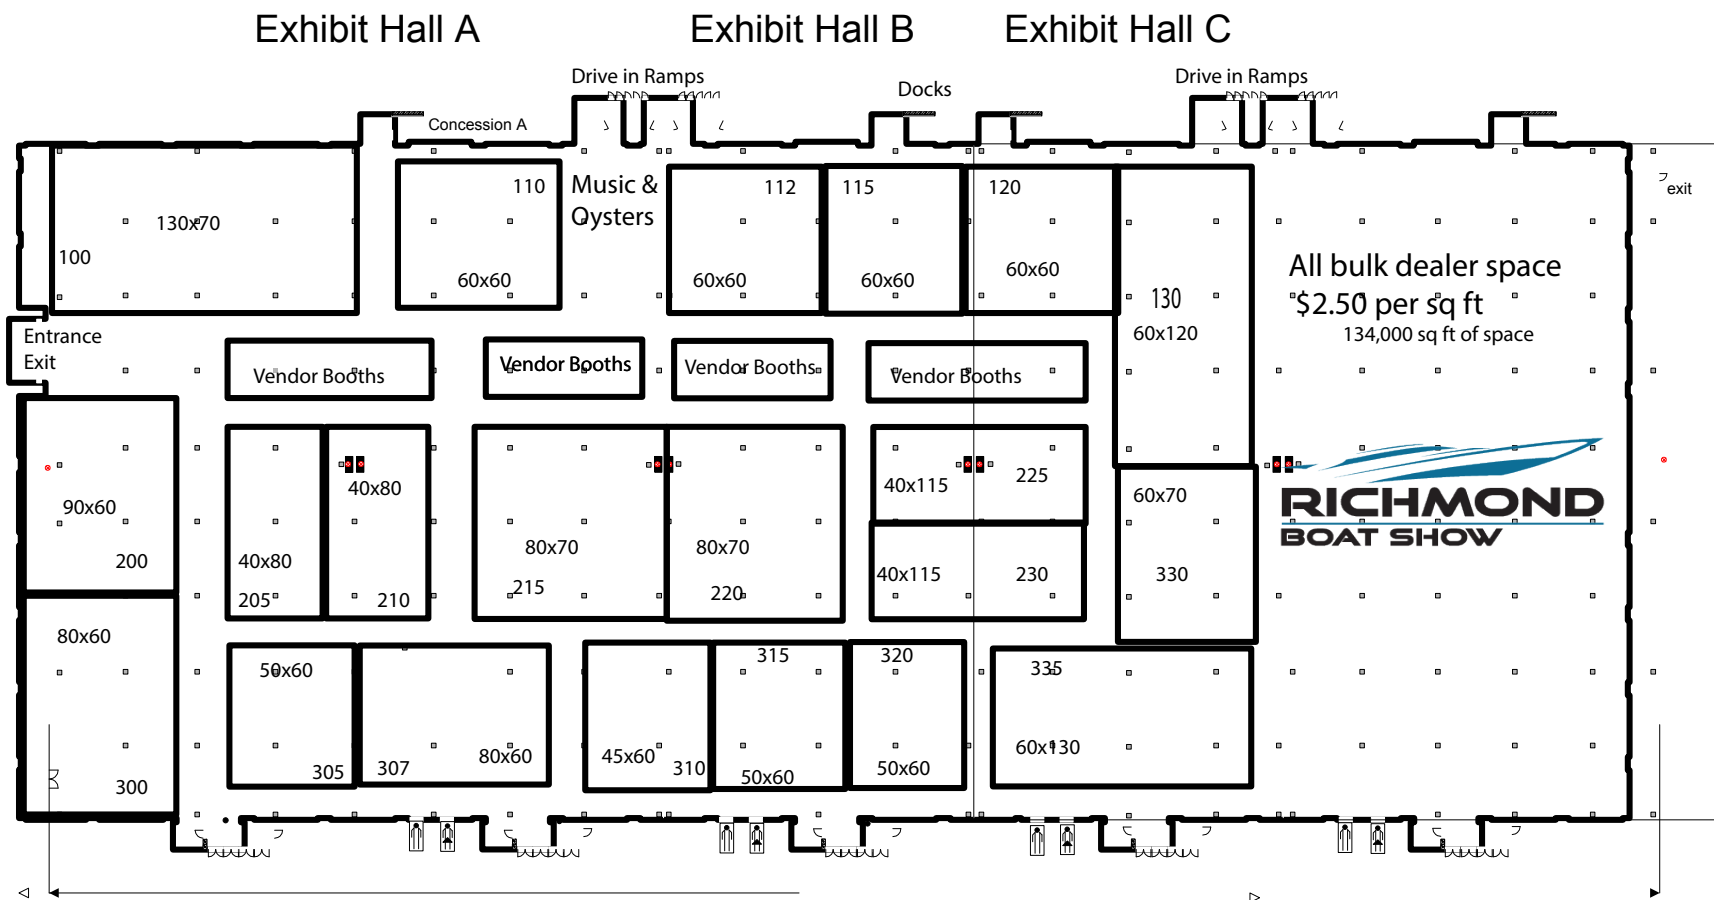 Exhibit Hall A
Exhibit Hall B
Exhibit Hall C
Drive in Ramps
Docks
Drive in Ramps
Concession A
130x70
100
110
60x60
Music &
Oysters
112
60x60
115
60x60
120
60x60
130
60x120
exit
All bulk dealer space
$2.50 per sq ft
134,000 sq ft of space
Entrance
Exit
Vendor Booths
Vendor Booths
Vendor Booths
Vendor Booths
90x60
200
40x80
205
40x80
210
80x70
215
80x70
220
40x115
225
40x115
230
60x70
330
RICHMOND
BOAT SHOW
80x60
300
50x60
305
307
80x60
45x60
310
315
50x60
320
50x60
335
60x130